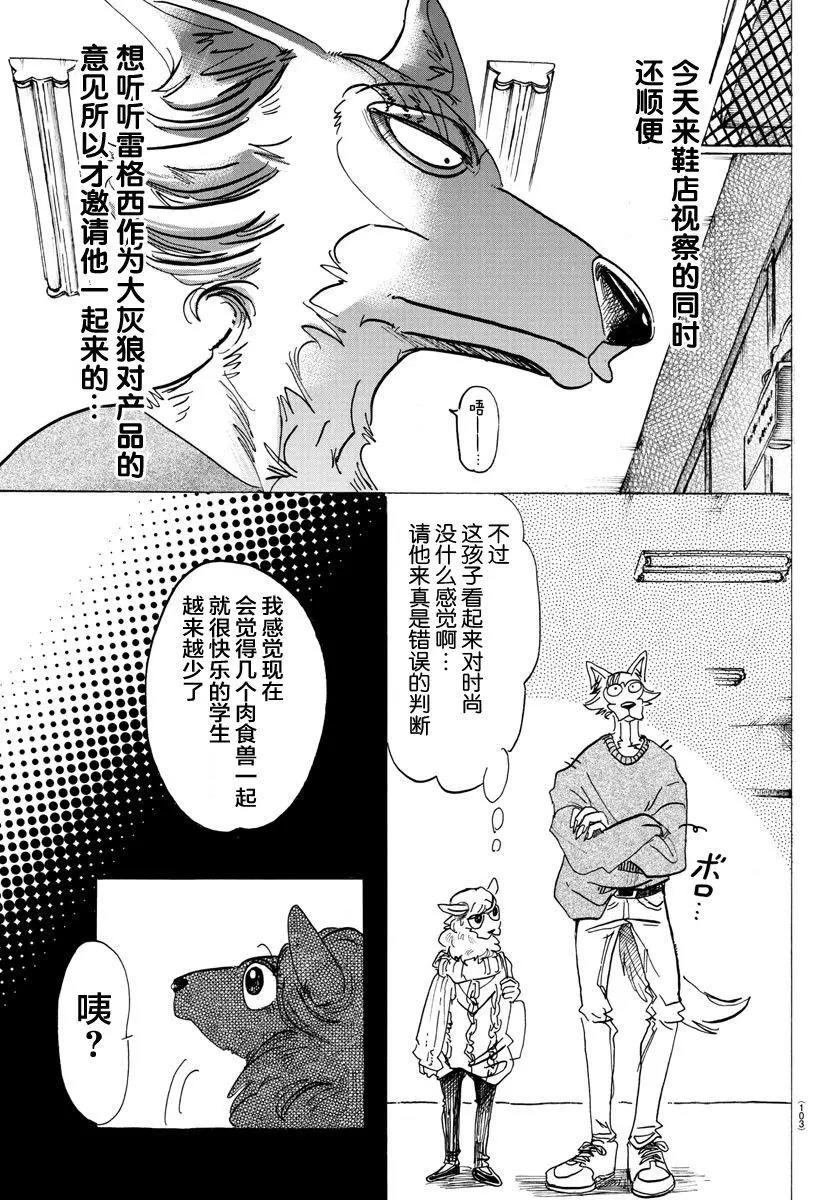 今天来鞋店视察的同时
还顺便
想听听雷格西作为大灰狼对产品的
意见所以才邀请他一起来的…
唔——…
不过
这孩子看起来对时尚
没什么感觉啊…
请他来真是错误的判断
ボロ…
我感觉现在
会觉得几个肉食兽一起
就很快乐的学生
越来越少了
咦？
(103)